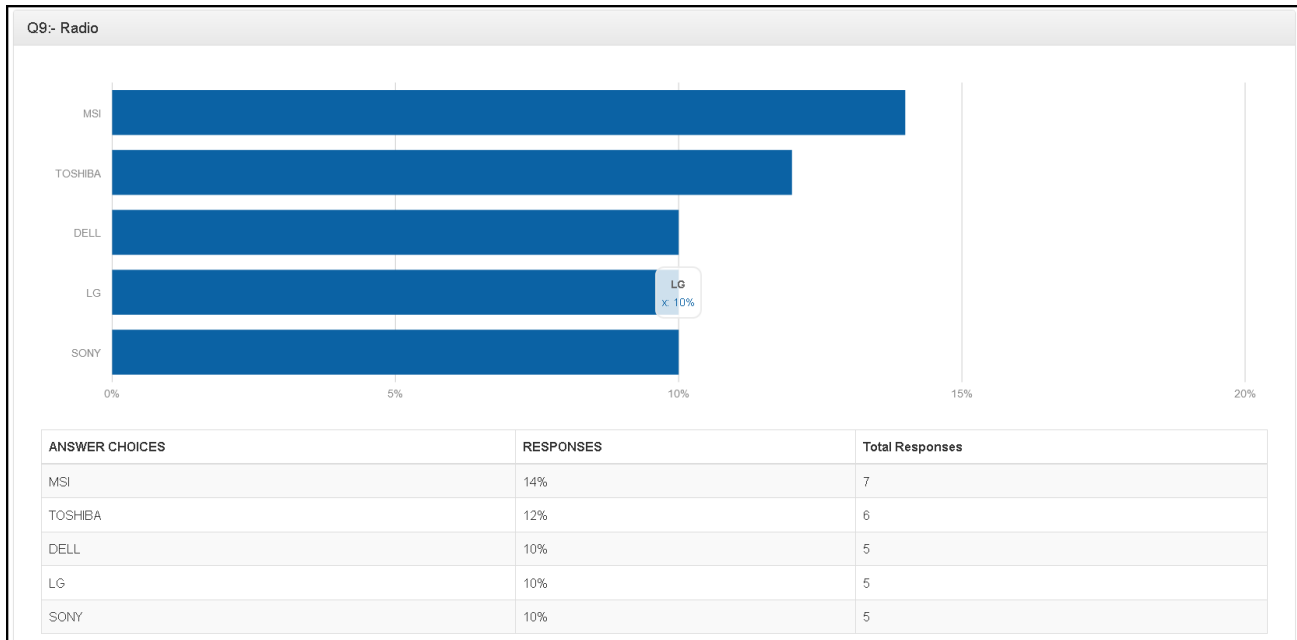 Q9:- Radio
MSI
TOSHIBA
DELL
LG
SONY
LG
x: 10%
0% 5% 10% 15% 20%
ANSWER CHOICES RESPONSES Total Responses
MSI 14% 7
TOSHIBA 12% 6
DELL 10% 5
LG 10% 5
SONY 10% 5